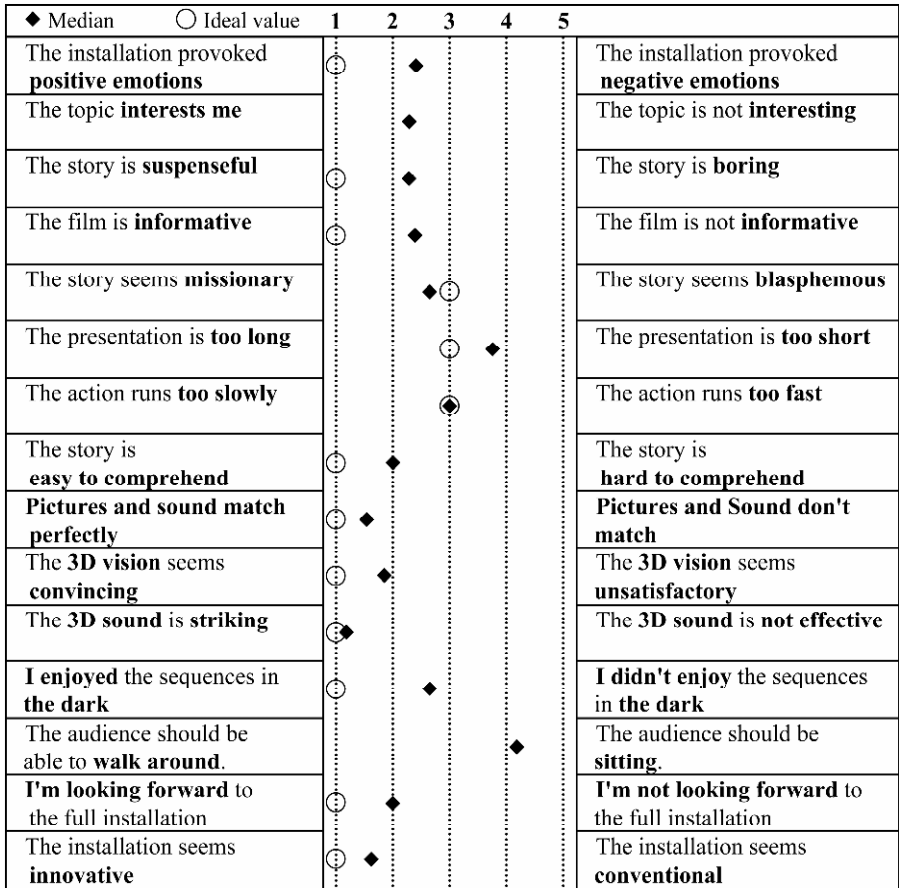 ◆ Median ○ Ideal value 1 2 3 4 5
The installation provoked
positive emotions
The installation provoked
negative emotions
The topic interests me
The topic is not interesting
The story is suspenseful
The story is boring
The film is informative
The film is not informative
The story seems missionary
The story seems blasphemous
The presentation is too long
The presentation is too short
The action runs too slowly
The action runs too fast
The story is
easy to comprehend
The story is
hard to comprehend
Pictures and sound match
perfectly
Pictures and Sound don't
match
The 3D vision seems
convincing
The 3D vision seems
unsatisfactory
The 3D sound is striking
The 3D sound is not effective
I enjoyed the sequences in
the dark
I didn't enjoy the sequences
in the dark
The audience should be
able to walk around.
The audience should be
sitting.
I'm looking forward to
the full installation
I'm not looking forward to
the full installation
The installation seems
innovative
The installation seems
conventional